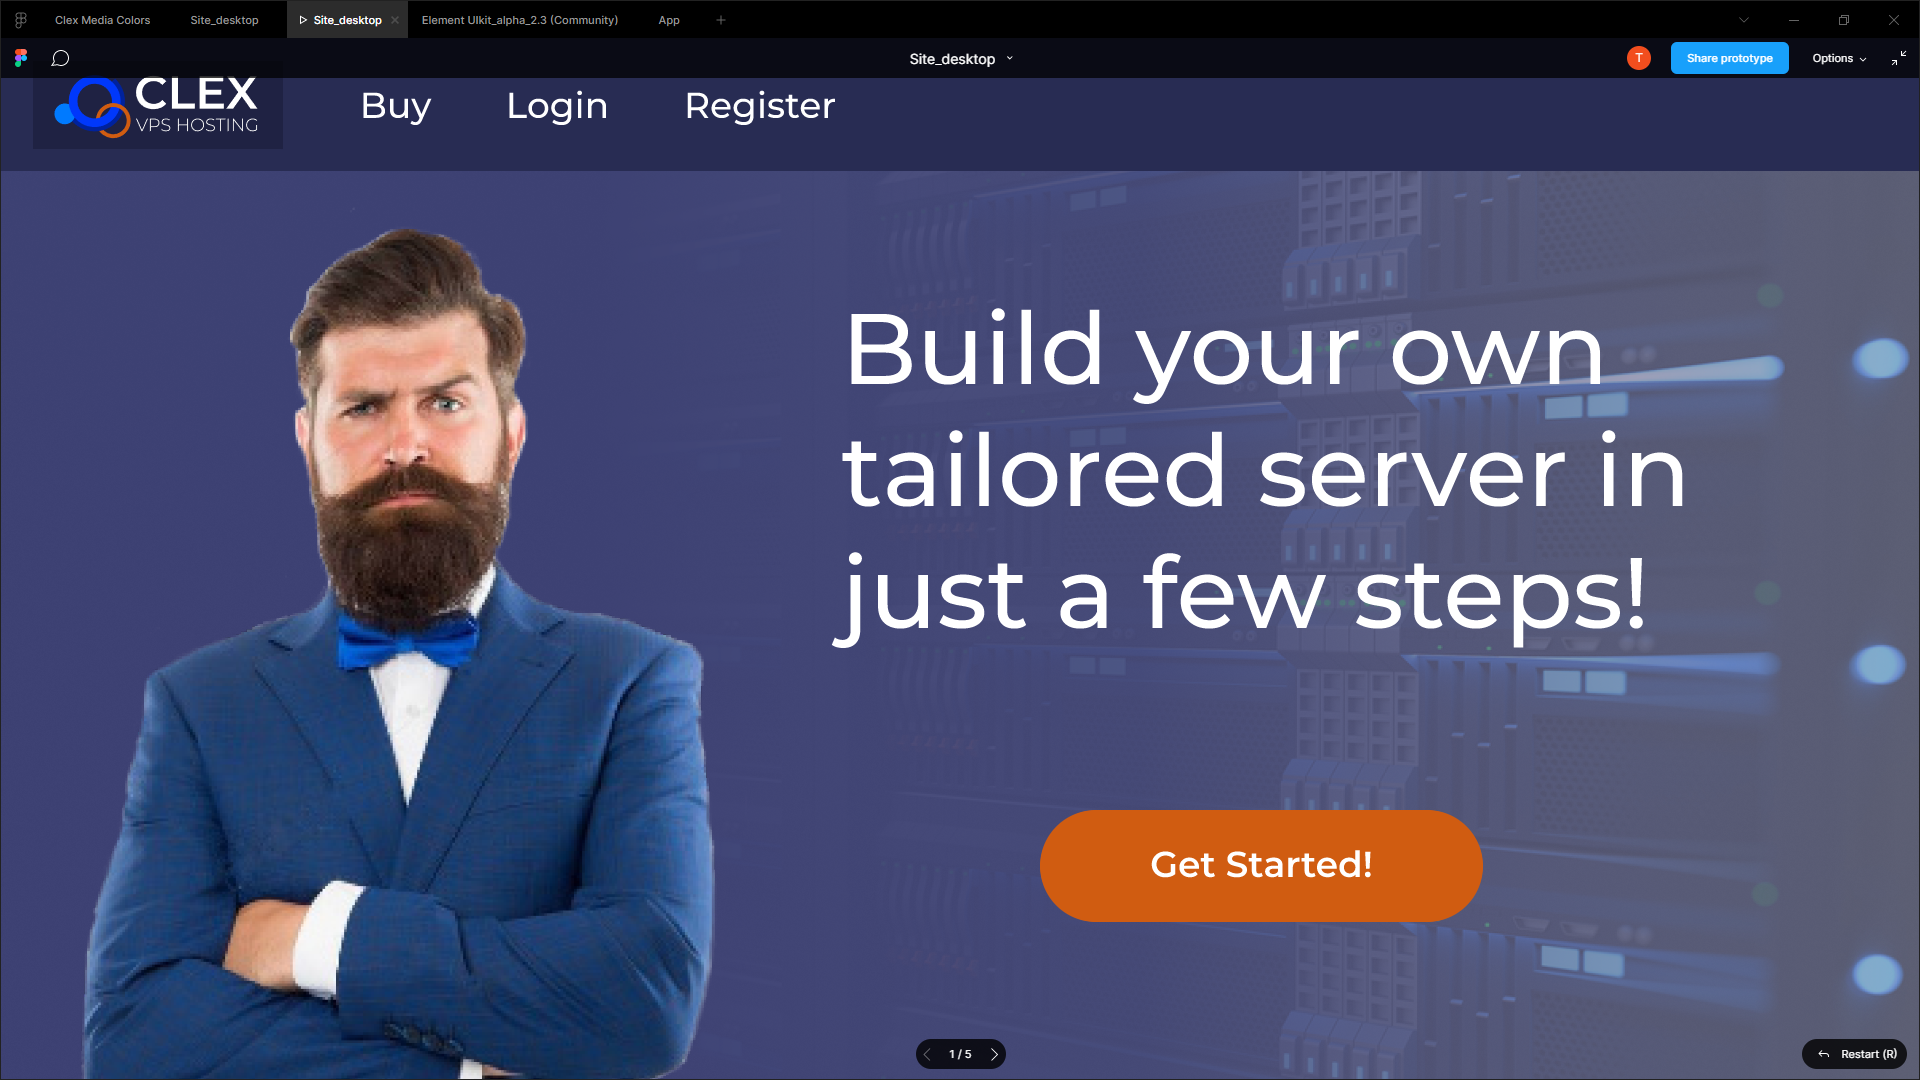 Clex Media Colors
Site_desktop
Site_desktop
Element UIkit_alpha_2.3 (Community)
App
Site_desktop
T
Share prototype
Options
CLEX
VPS HOSTING
Buy
Login
Register
Build your own
tailored server in
just a few steps!
Get Started!
1 / 5
Restart (R)